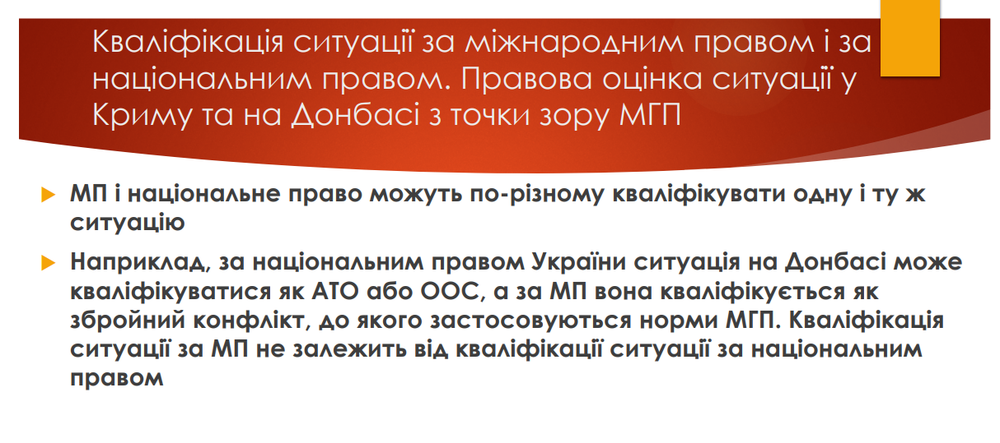 Кваліфікація ситуації за міжнародним правом і за
національним правом. Правова оцінка ситуації у
Криму та на Донбасі з точки зору МГП
МП і національне право можуть по-різному кваліфікувати одну і ту ж
ситуацію
Наприклад, за національним правом України ситуація на Донбасі може
кваліфікуватися як АТО або ООС, а за МП вона кваліфікується як
збройний конфлікт, до якого застосовуються норми МГП. Кваліфікація
ситуації за МП не залежить від кваліфікації ситуації за національним
правом